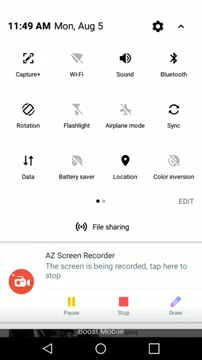 11:49 AM Mon, Aug 5
Capture+ Wi-Fi Sound Bluetooth
Rotation Flashlight Airplane mode Sync
Data Battery saver Location Color inversion
EDIT
File sharing
AZ Screen Recorder
The screen is being recorded, tap here to
stop
Pause Stop Draw
Boost Mobile